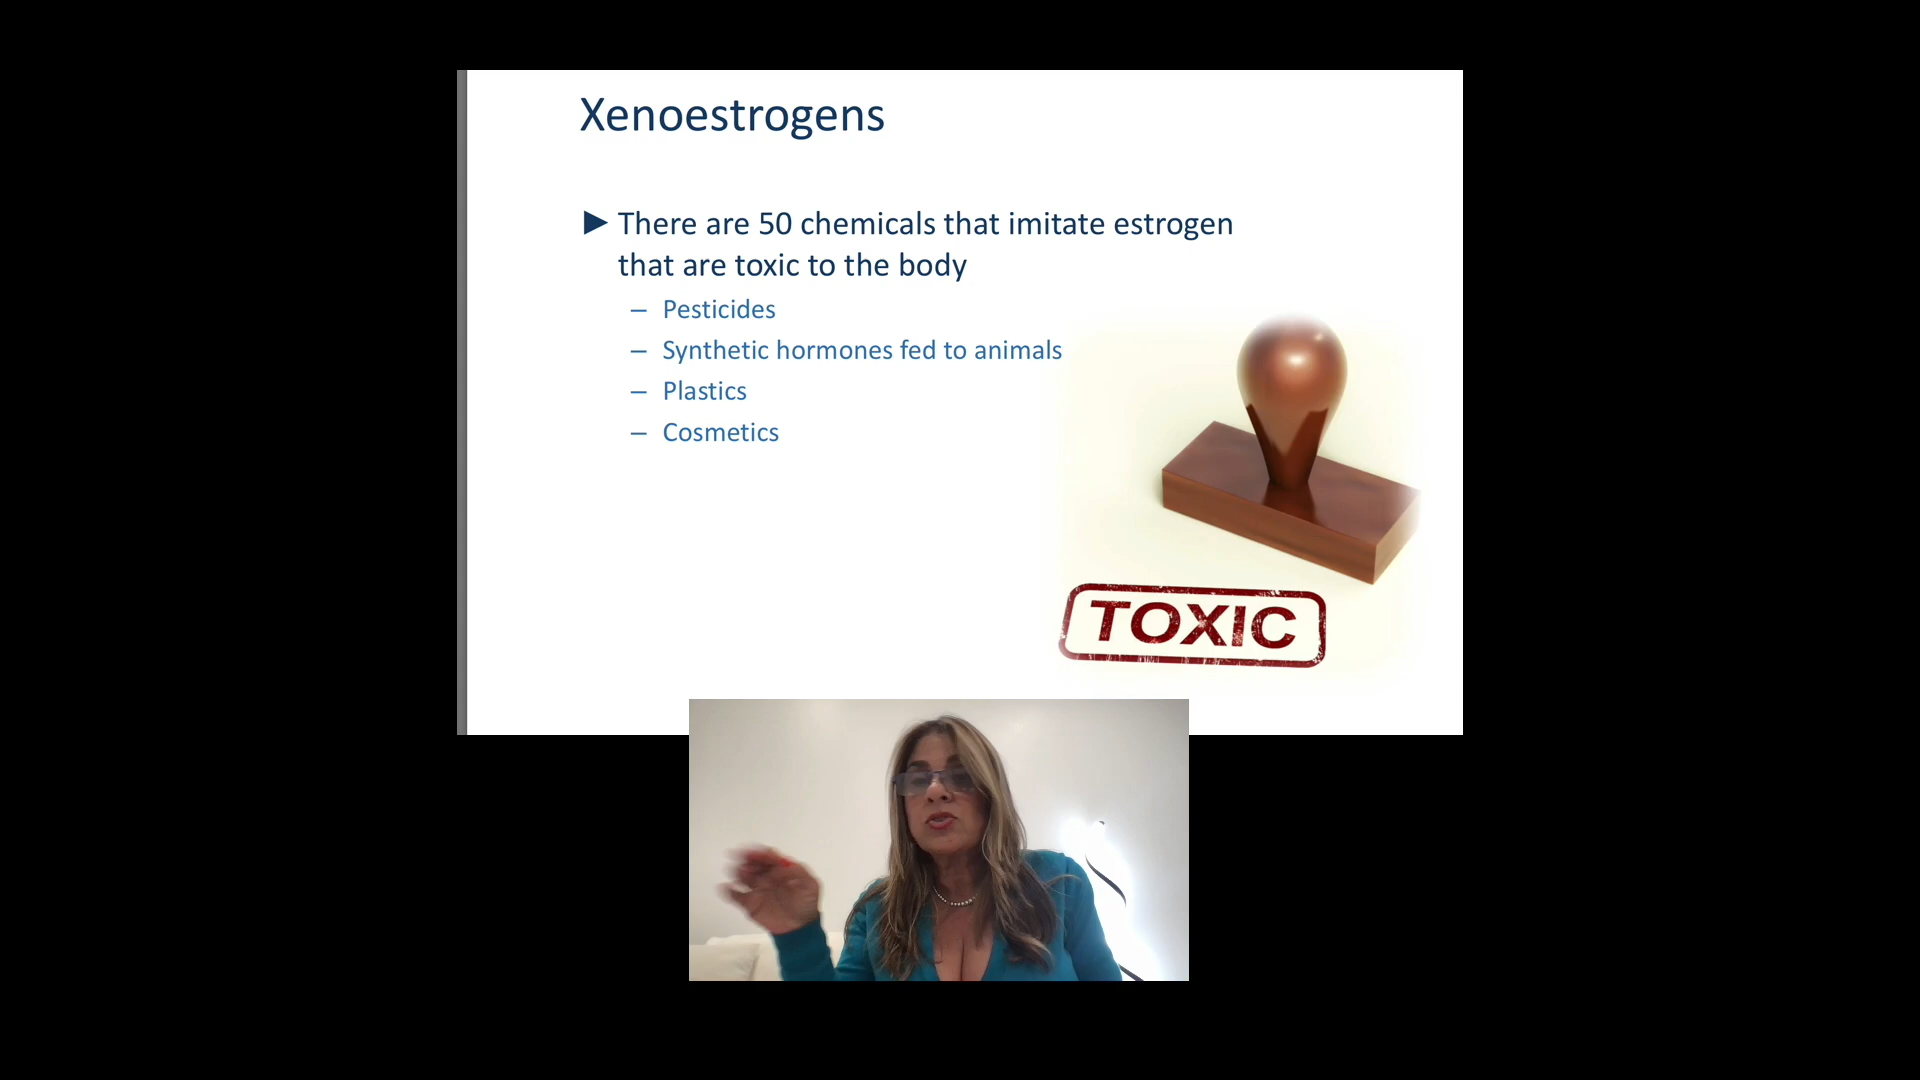 Xenoestrogens
► There are 50 chemicals that imitate estrogen
that are toxic to the body
– Pesticides
– Synthetic hormones fed to animals
– Plastics
– Cosmetics
TOXIC